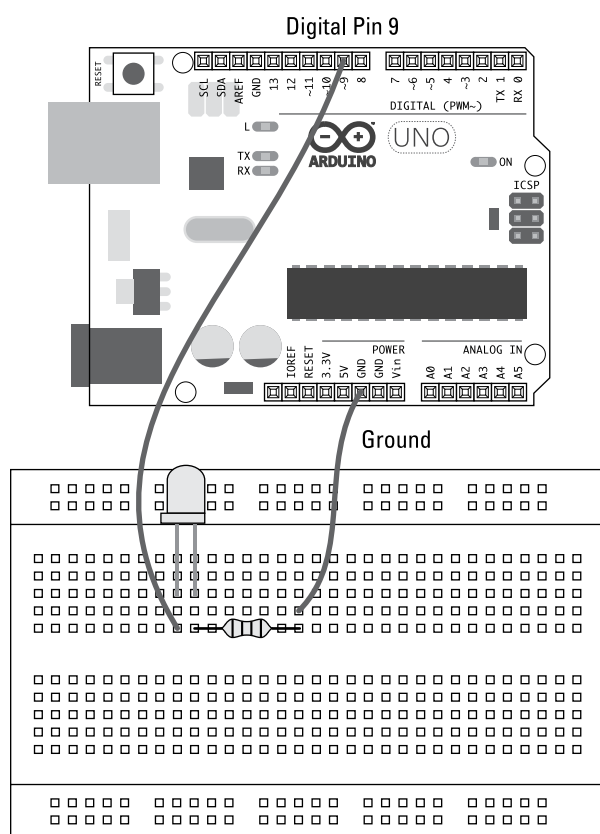 Digital Pin 9
RESET
SCL
SDA
AREF
GND
13
12
~11
~10
~9
8
7
~6
~5
4
~3
2
TX 1
RX 0
DIGITAL (PWM~)
L
TX
RX
ARDUINO
UNO
ON
ICSP
POWER
ANALOG IN
IOREF
RESET
3.3V
5V
GND
GND
Vin
A0
A1
A2
A3
A4
A5
Ground